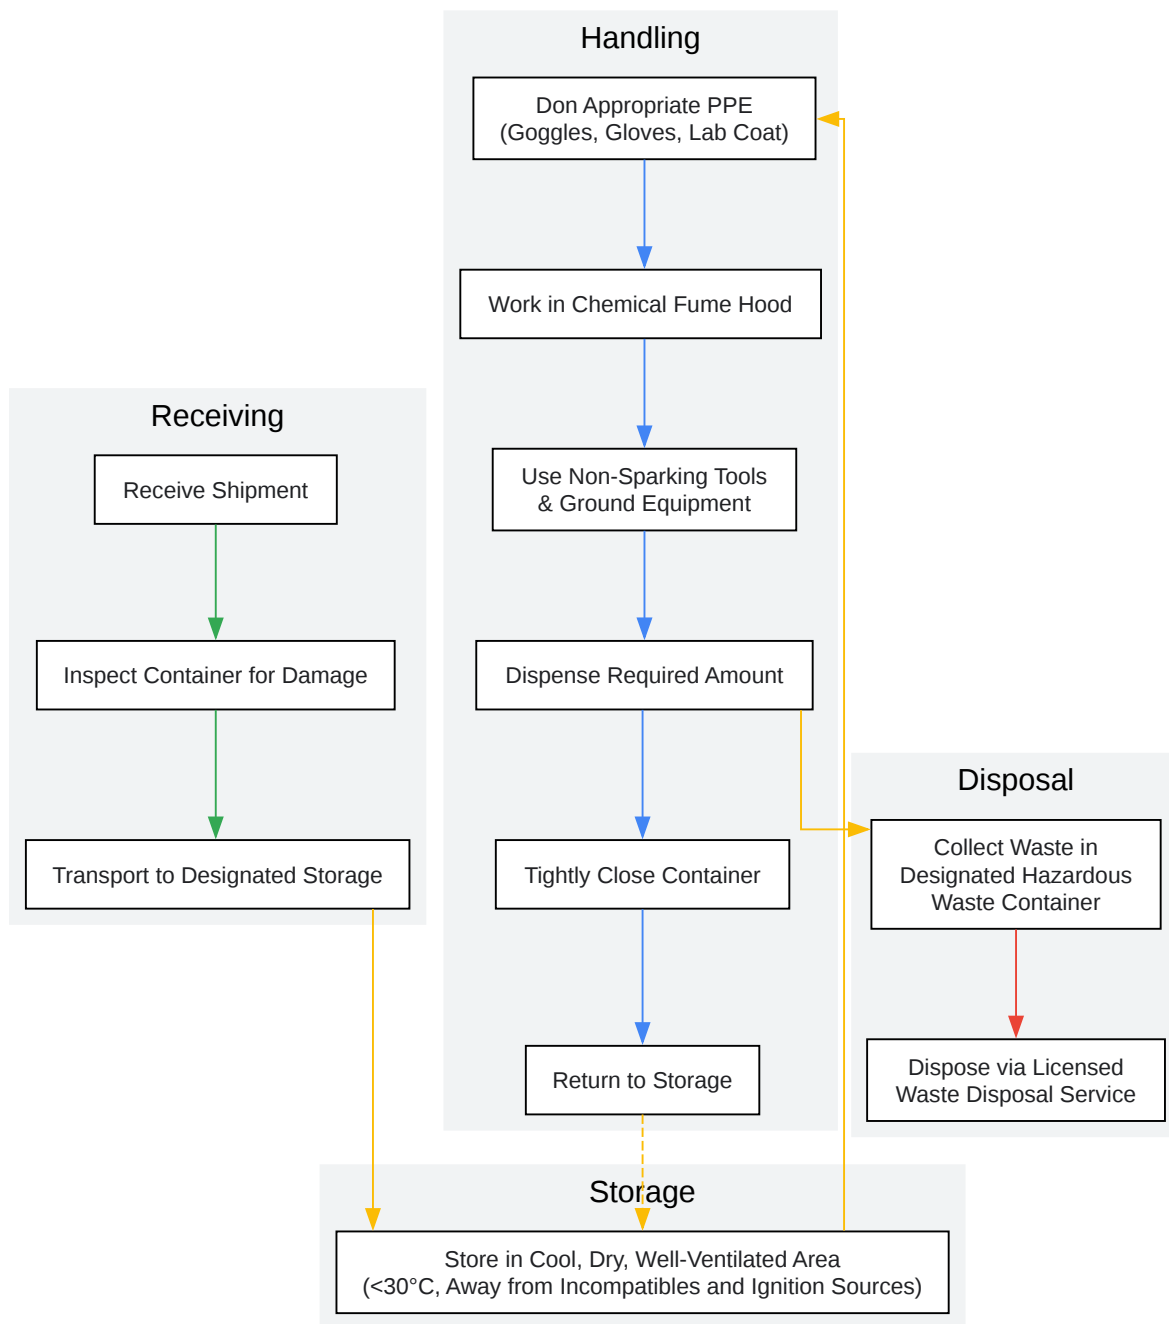 Handling
Don Appropriate PPE
(Goggles, Gloves, Lab Coat)
Work in Chemical Fume Hood
Use Non-Sparking Tools
& Ground Equipment
Dispense Required Amount
Tightly Close Container
Return to Storage
Receiving
Receive Shipment
Inspect Container for Damage
Transport to Designated Storage
Disposal
Collect Waste in
Designated Hazardous
Waste Container
Dispose via Licensed
Waste Disposal Service
Storage
Store in Cool, Dry, Well-Ventilated Area
(<30°C, Away from Incompatibles and Ignition Sources)